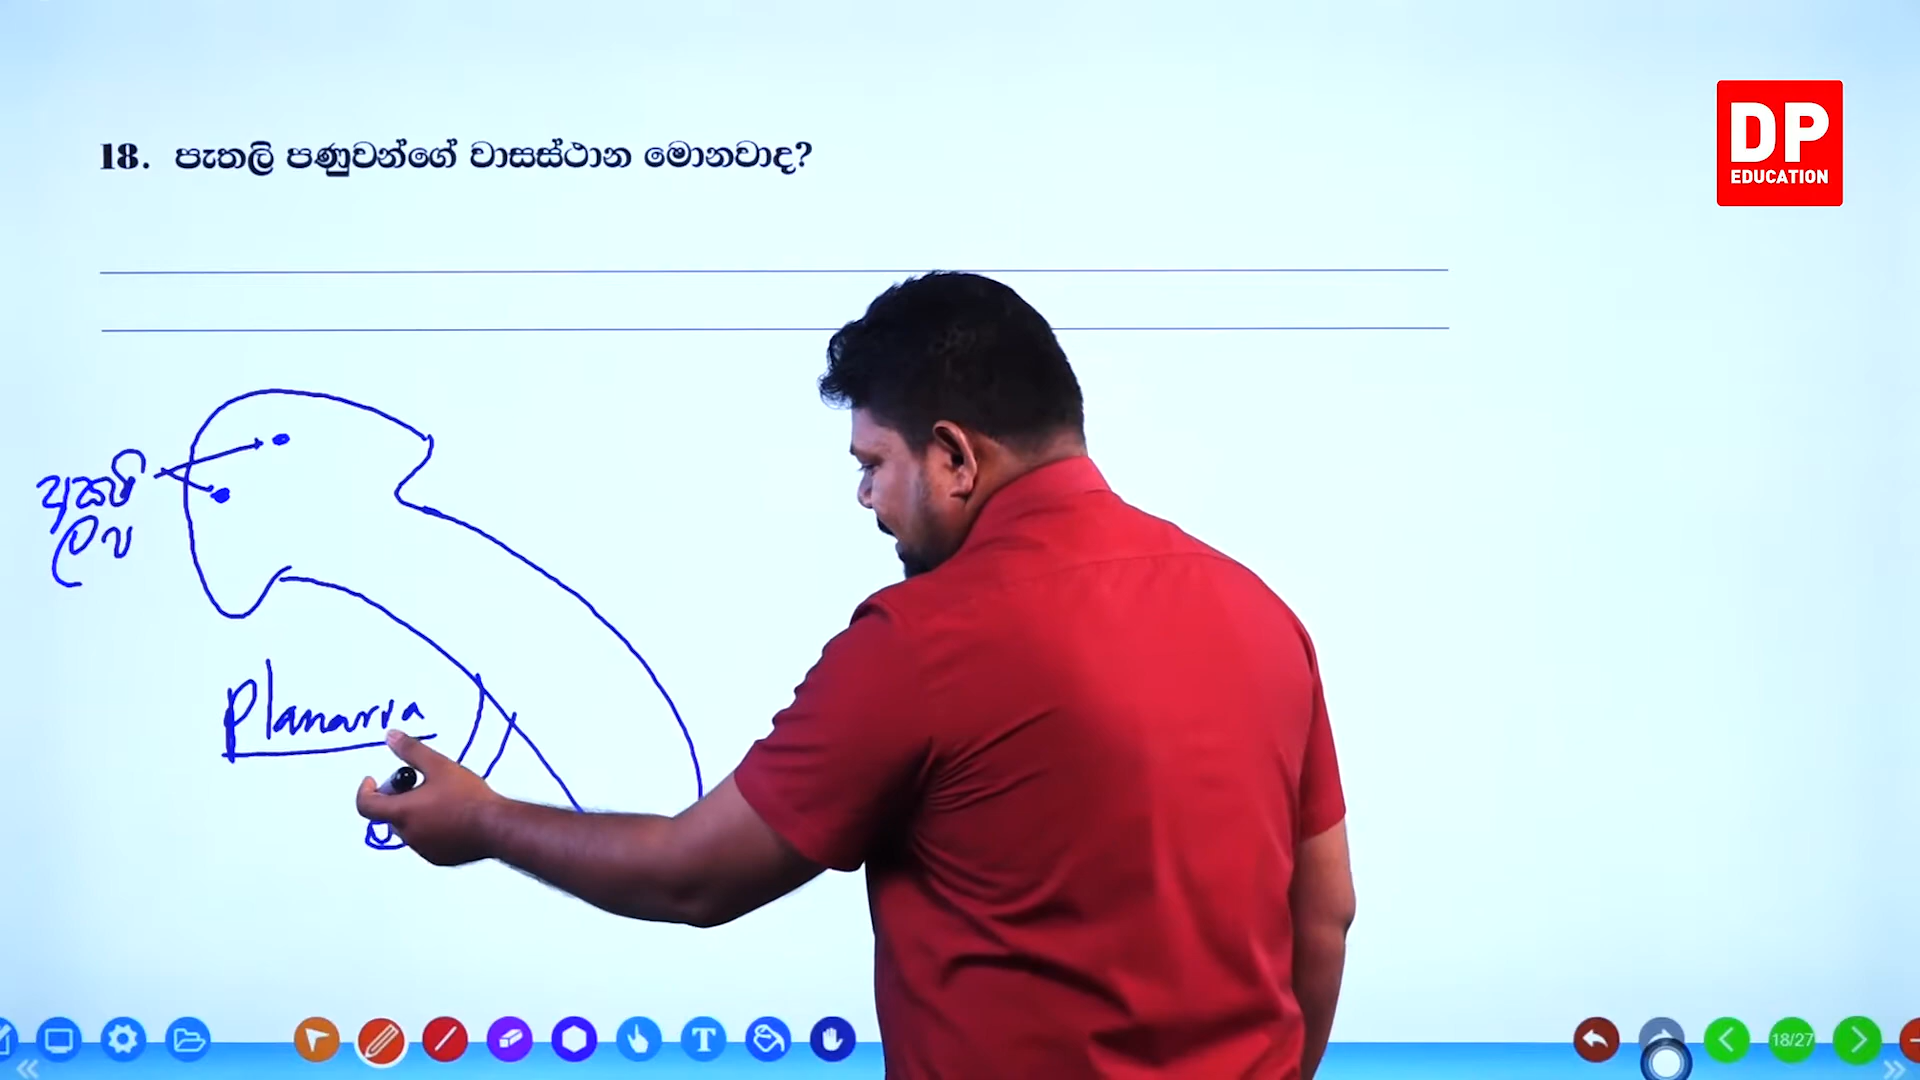 18. පැතලි පණුවන්ගේ වාසස්ථාන මොනවාද?
DP
EDUCATION
අක්ෂි
ලප
Planaria
T
18/27